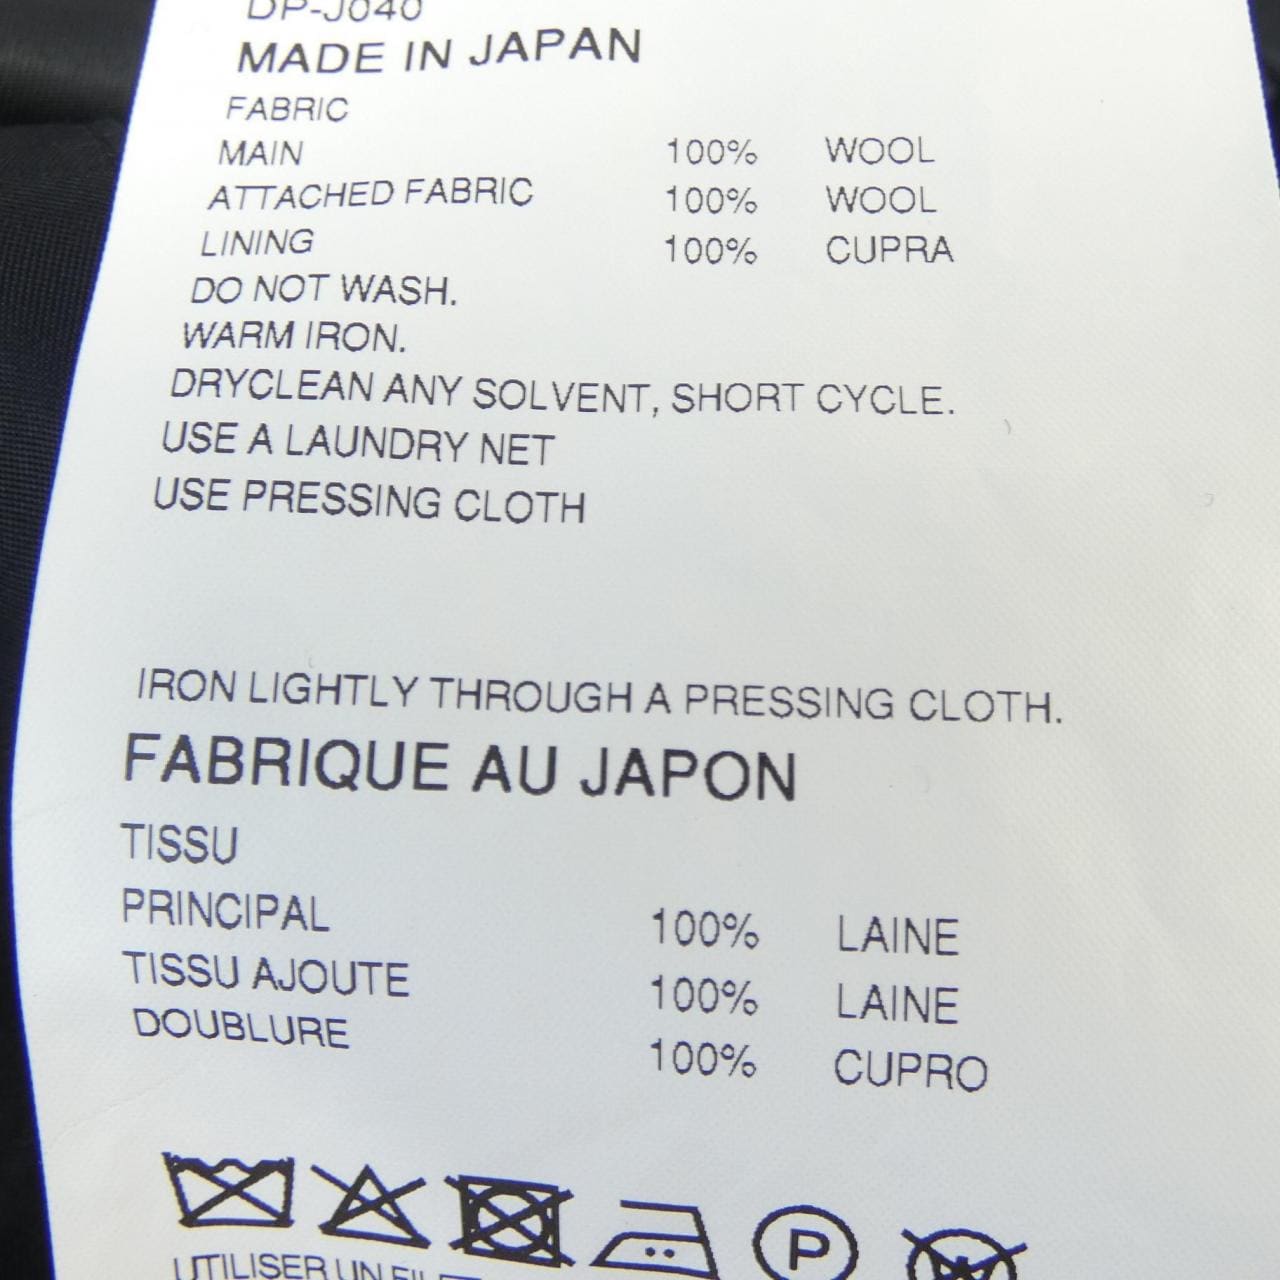 DP-J040
MADE IN JAPAN
FABRIC
MAIN 100% WOOL
ATTACHED FABRIC 100% WOOL
LINING 100% CUPRA
DO NOT WASH.
WARM IRON.
DRYCLEAN ANY SOLVENT, SHORT CYCLE.
USE A LAUNDRY NET
USE PRESSING CLOTH
IRON LIGHTLY THROUGH A PRESSING CLOTH.
FABRIQUE AU JAPON
TISSU
PRINCIPAL 100% LAINE
TISSU AJOUTE 100% LAINE
DOUBLURE 100% CUPRO
P W
UTILISER UN